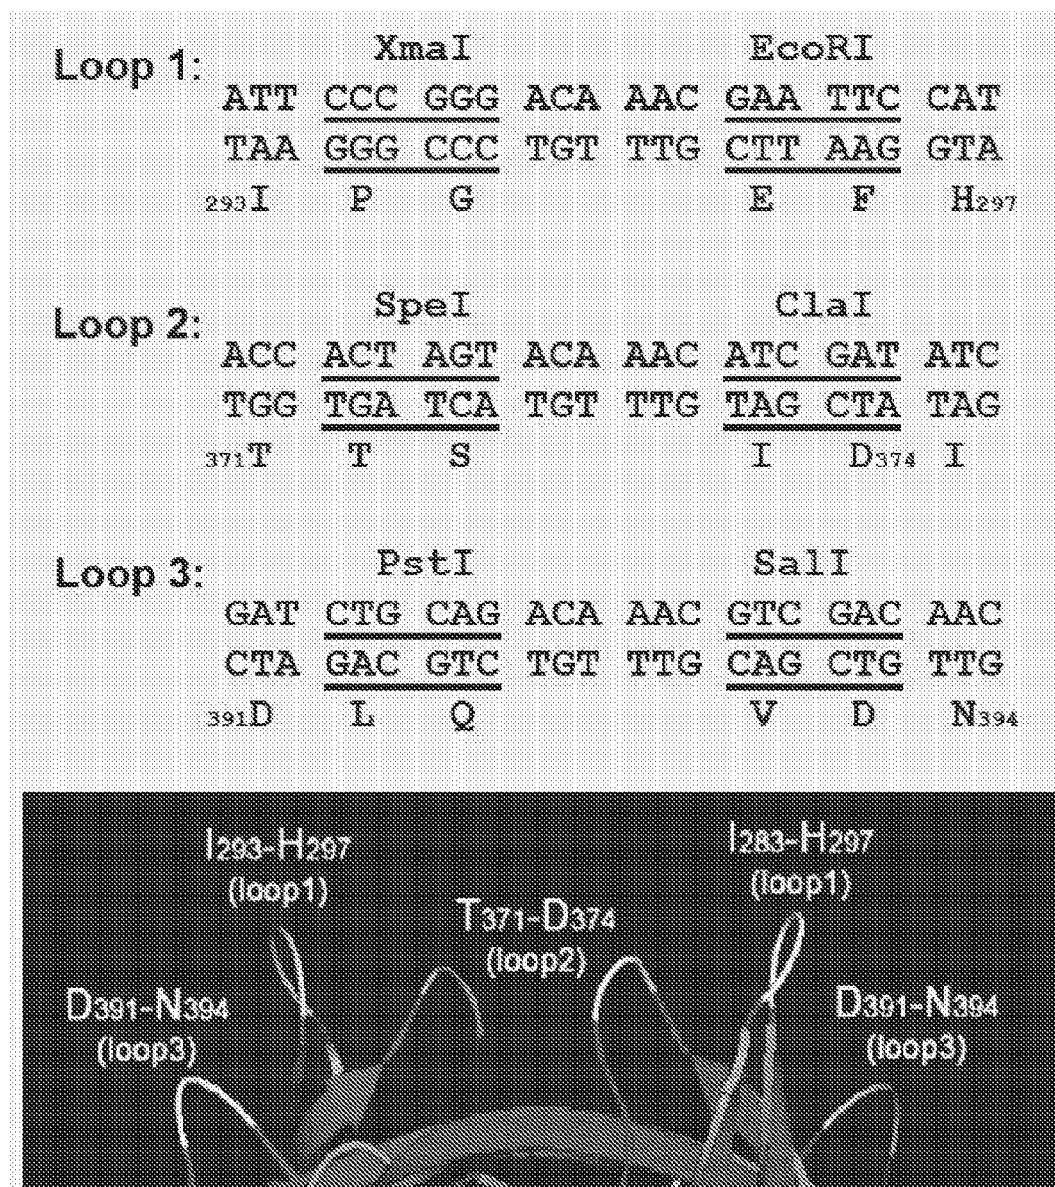 Loop 1:
XmaI EcoRI
ATT CCC GGG ACA AAC GAA TTC CAT
TAA GGG CCC TGT TTG CTT AAG GTA
293I P G E F H297
Loop 2:
SpeI ClaI
ACC ACT AGT ACA AAC ATC GAT ATC
TGG TGA TCA TGT TTG TAG CTA TAG
371T T S I D374 I
Loop 3:
PstI SalI
GAT CTG CAG ACA AAC GTC GAC AAC
CTA GAC GTC TGT TTG CAG CTG TTG
391D L Q V D N394
I293-H297
(loop1)
I283-H297
(loop1)
T371-D374
(loop2)
D391-N394
(loop3)
D391-N394
(loop3)